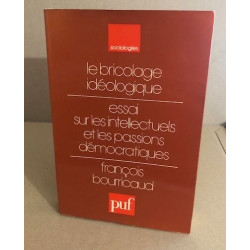 sociologies
le bricolage
idéologique
essai
sur les intellectuels
et les passions
démocratiques
françois
bourricaud
puf